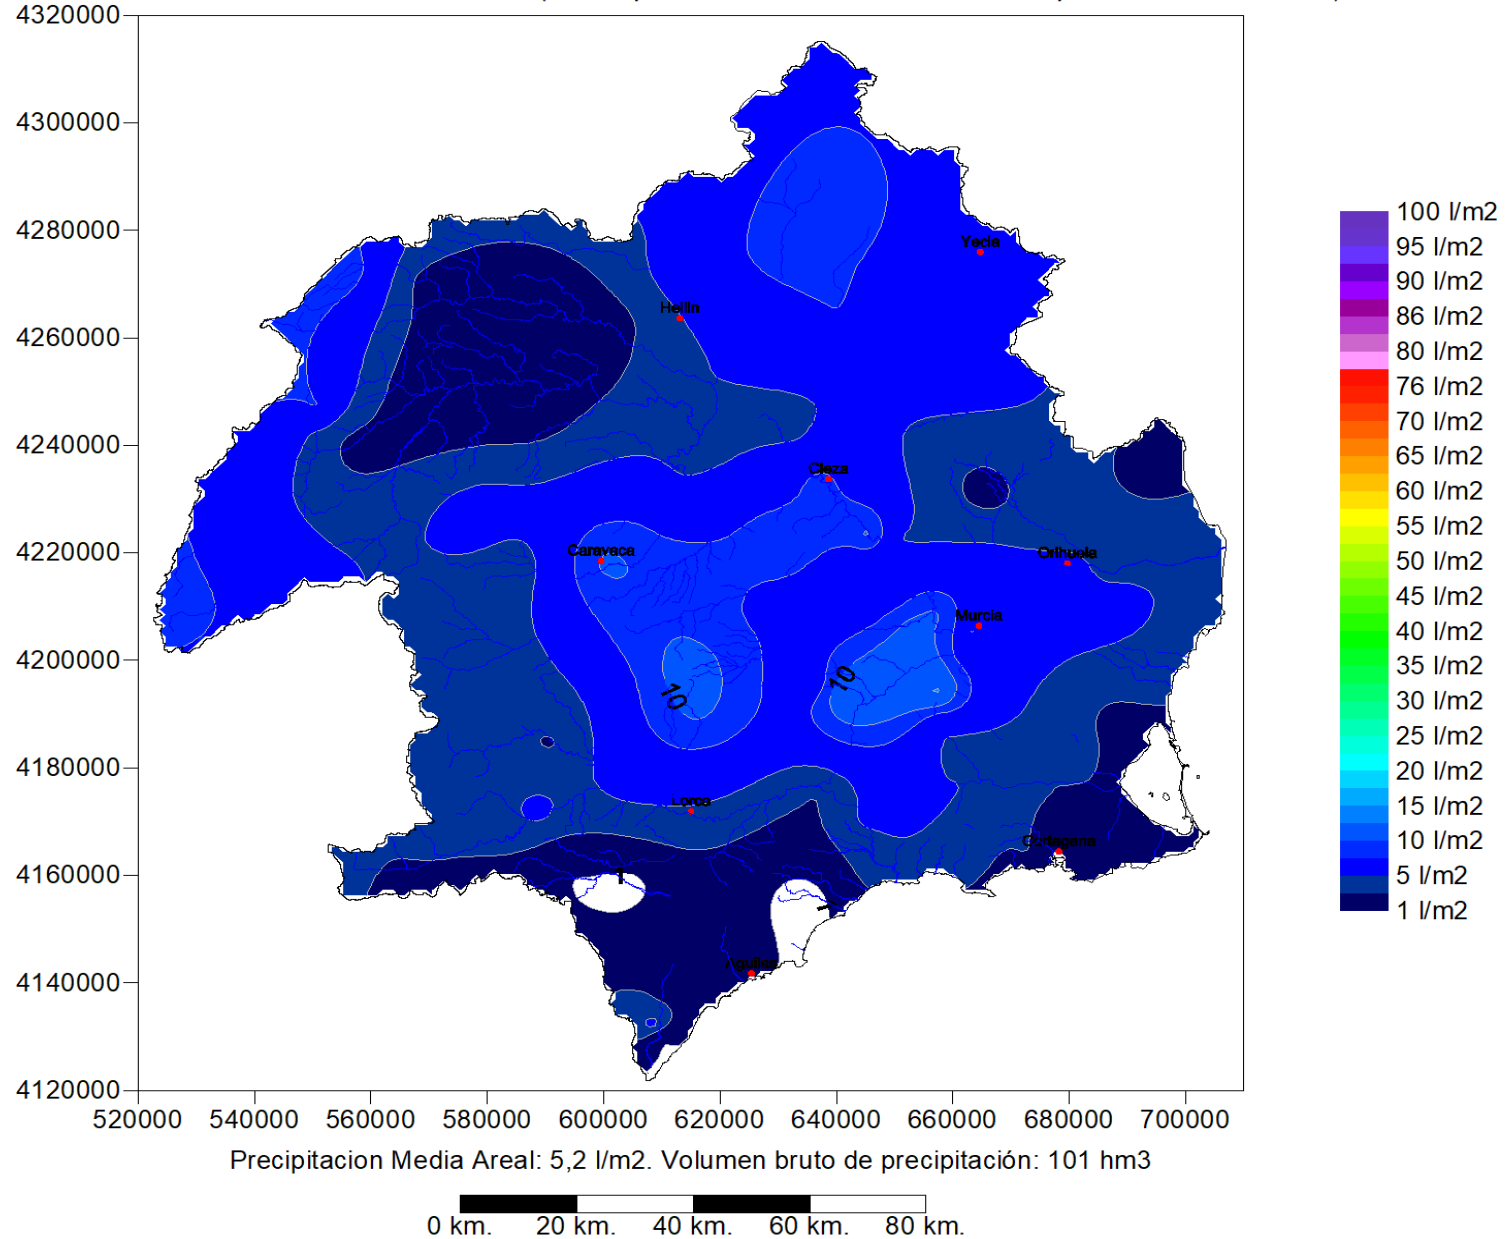 4320000
4300000
4280000
4260000
4240000
4220000
4200000
4180000
4160000
4140000
4120000
520000 540000 560000 580000 600000 620000 640000 660000 680000 700000
Yecla
Hellin
Cieza
Caravaca
Orihuela
Murcia
10
10
Lorca
Cartagena
1
1
Aguilas
100 l/m2
95 l/m2
90 l/m2
86 l/m2
80 l/m2
76 l/m2
70 l/m2
65 l/m2
60 l/m2
55 l/m2
50 l/m2
45 l/m2
40 l/m2
35 l/m2
30 l/m2
25 l/m2
20 l/m2
15 l/m2
10 l/m2
5 l/m2
1 l/m2
Precipitacion Media Areal: 5,2 l/m2. Volumen bruto de precipitación: 101 hm3
0 km. 20 km. 40 km. 60 km. 80 km.